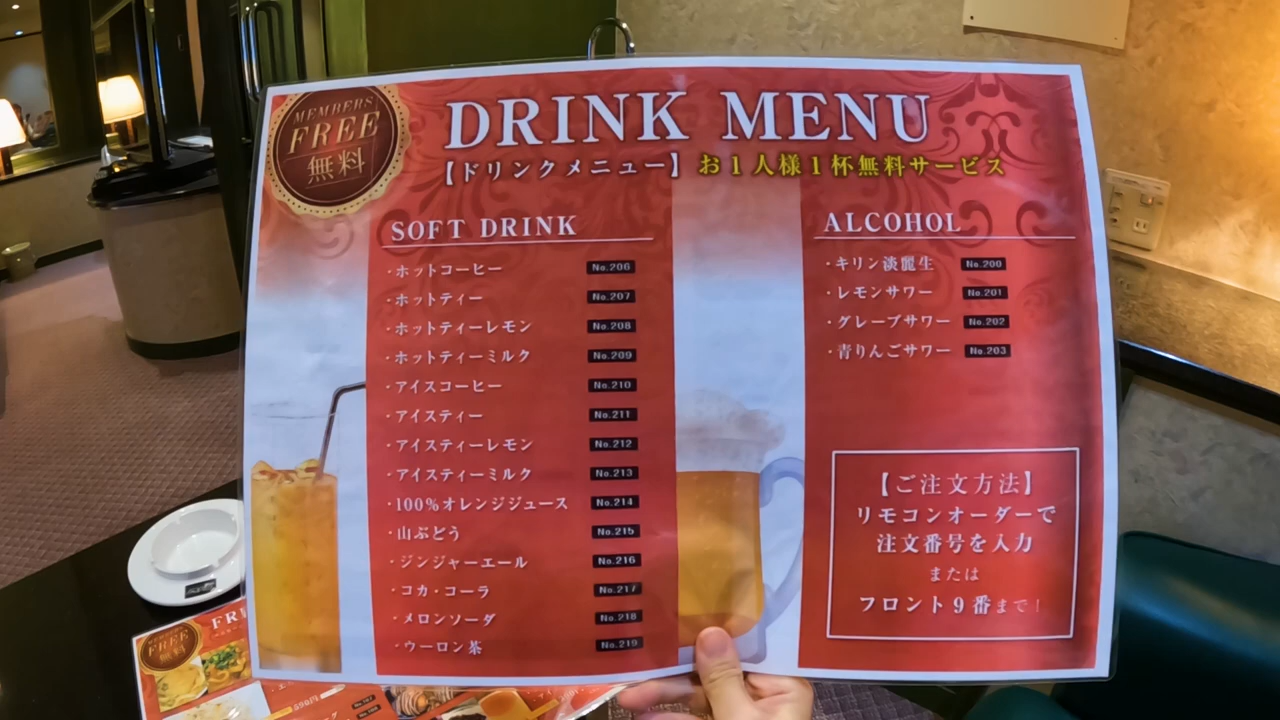 MEMBERS
FREE
無料
DRINK MENU
【ドリンクメニュー】お1人様1杯無料サービス
SOFT DRINK
・ホットコーヒー No.206
・ホットティー No.207
・ホットティーレモン No.208
・ホットティーミルク No.209
・アイスコーヒー No.210
・アイスティー No.211
・アイスティーレモン No.212
・アイスティーミルク No.213
・100%オレンジジュース No.214
・山ぶどう No.215
・ジンジャーエール No.216
・コカ・コーラ No.217
・メロンソーダ No.218
・ウーロン茶 No.219
ALCOHOL
・キリン淡麗生 No.200
・レモンサワー No.201
・グレープサワー No.202
・青りんごサワー No.203
【ご注文方法】
リモコンオーダーで
注文番号を入力
または
フロント9番まで!
FREE
無料
550円